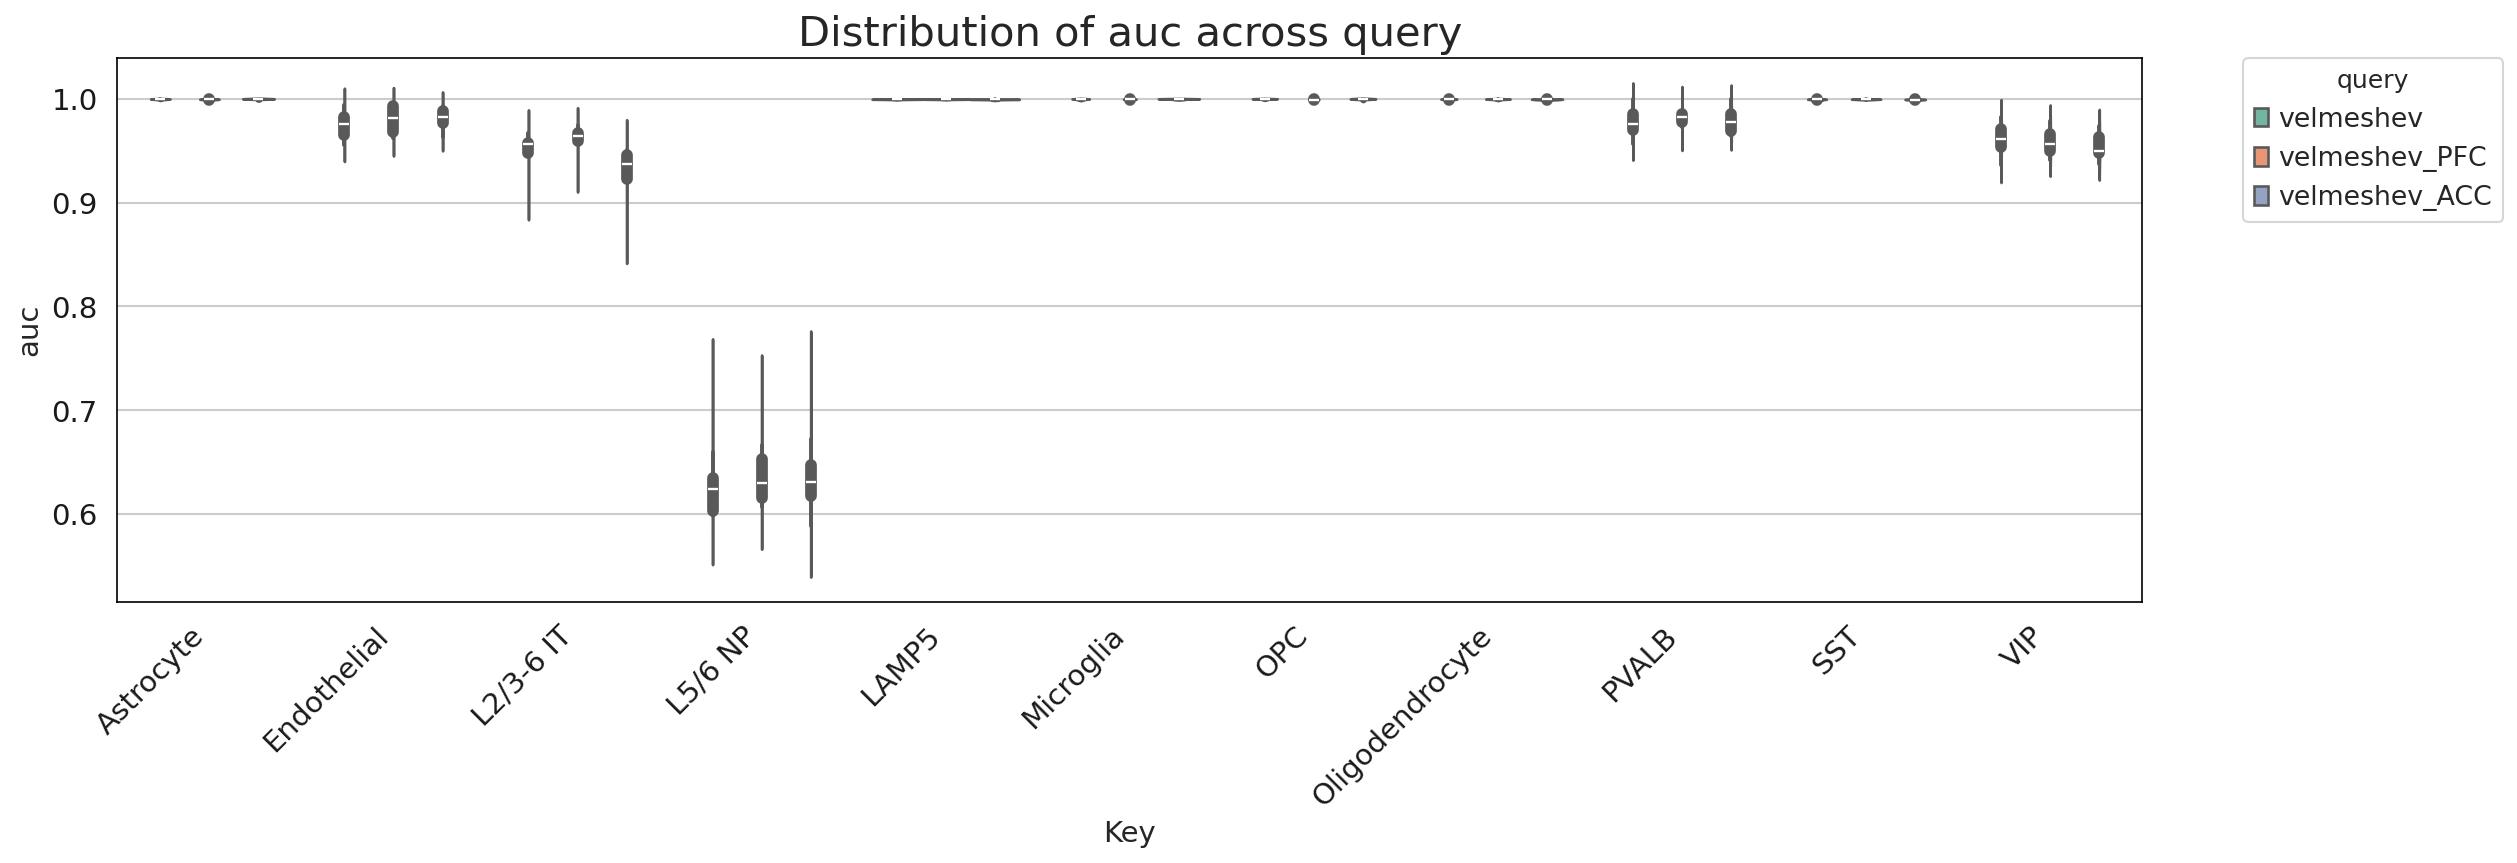 Distribution of auc across query
auc
1.0
0.9
0.8
0.7
0.6
Astrocyte
Endothelial
L2/3-6 IT
L5/6 NP
LAMP5
Microglia
OPC
Oligodendrocyte
PVALB
SST
VIP
Key
query
velmeshev
velmeshev_PFC
velmeshev_ACC